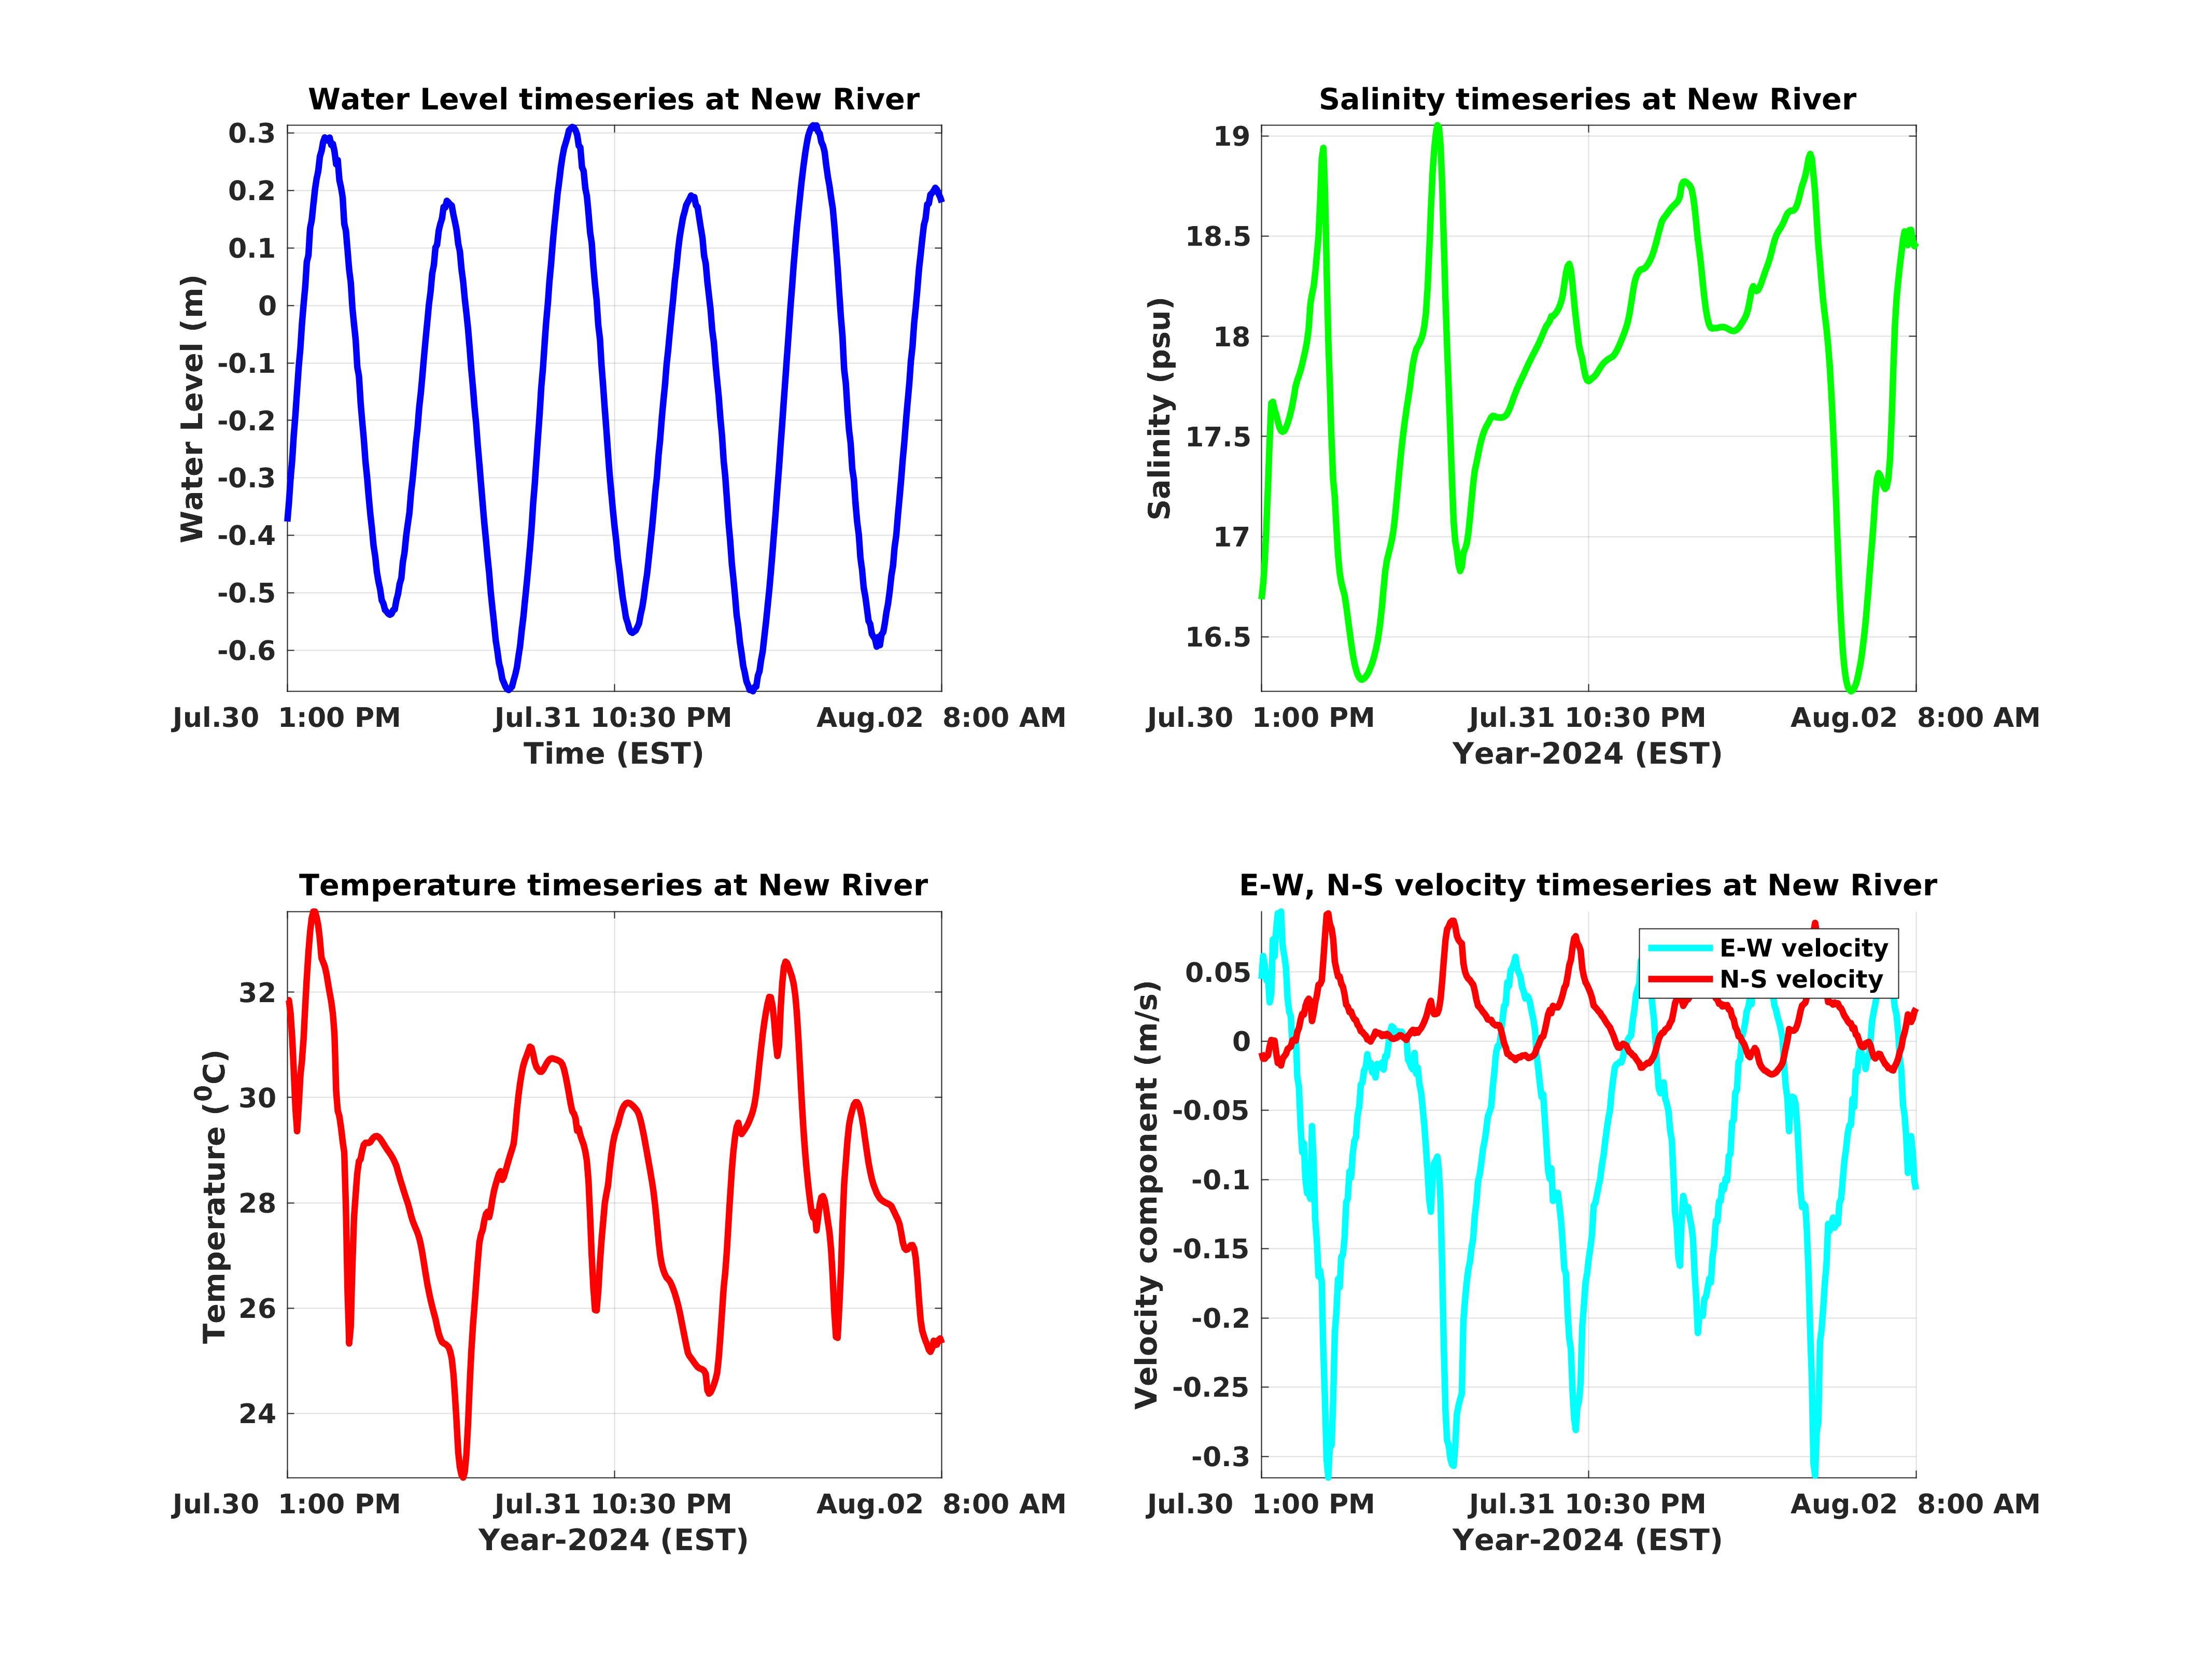 Water Level timeseries at New River
0.3
0.2
0.1
0
-0.1
-0.2
-0.3
-0.4
-0.5
-0.6
Water Level (m)
Jul.30 1:00 PM
Jul.31 10:30 PM
Aug.02 8:00 AM
Time (EST)
Salinity timeseries at New River
19
18.5
18
17.5
17
16.5
Salinity (psu)
Jul.30 1:00 PM
Jul.31 10:30 PM
Aug.02 8:00 AM
Year-2024 (EST)
Temperature timeseries at New River
32
30
28
26
24
Temperature (⁰C)
Jul.30 1:00 PM
Jul.31 10:30 PM
Aug.02 8:00 AM
Year-2024 (EST)
E-W, N-S velocity timeseries at New River
E-W velocity
N-S velocity
0.05
0
-0.05
-0.1
-0.15
-0.2
-0.25
-0.3
Velocity component (m/s)
Jul.30 1:00 PM
Jul.31 10:30 PM
Aug.02 8:00 AM
Year-2024 (EST)